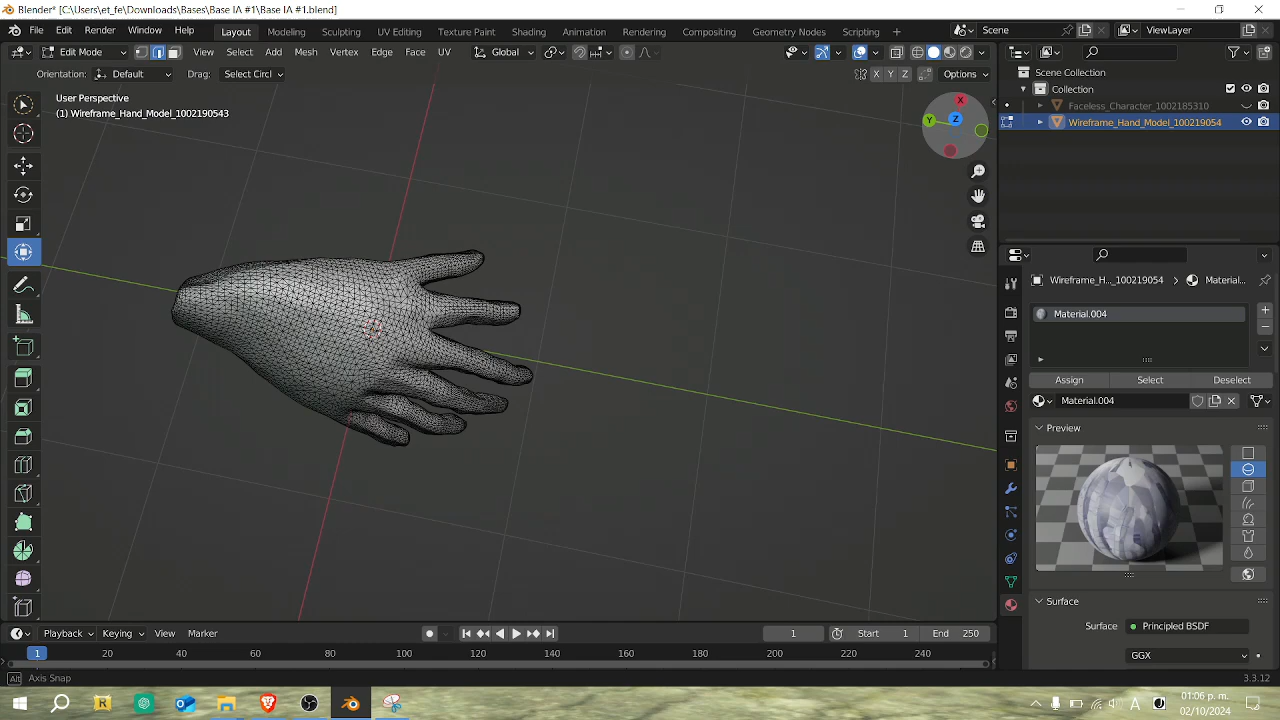 Blender* [C:\Users\et_fe\Downloads\Bases\Base IA #1\Base IA #1.blend]
File Edit Render Window Help Layout Modeling Sculpting UV Editing Texture Paint Shading Animation Rendering Compositing Geometry Nodes Scripting Scene ViewLayer
Edit Mode View Select Add Mesh Vertex Edge Face UV Global
Orientation: Default Drag: Select Circl X Y Z Options
Scene Collection
Collection
Faceless_Character_1002185310
Wireframe_Hand_Model_100219054
User Perspective
(1) Wireframe_Hand_Model_1002190543
X
Y
Z
Wireframe_H..._100219054 Material....
Material.004
Assign Select Deselect
Material.004
Preview
Surface
Surface Principled BSDF
GGX
Playback Keying View Marker 1 Start 1 End 250
1 20 40 60 80 100 120 140 160 180 200 220 240
Alt Axis Snap 3.3.12
R A 01:06 p. m.
02/10/2024